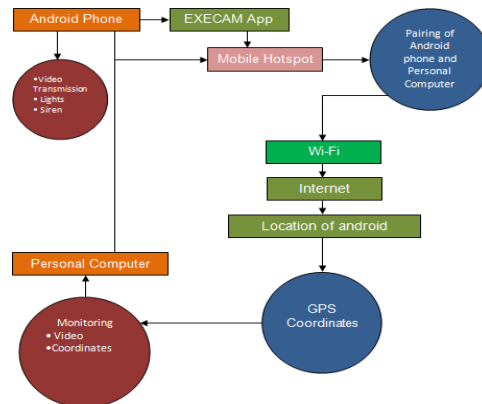 Android Phone
EXECAM App
Mobile Hotspot
Pairing of
Android
phone and
Personal
Computer
•Video
Transmission
• Lights
• Siren
Wi-Fi
Internet
Location of android
Personal Computer
GPS
Coordinates
Monitoring
• Video
•Coordinates